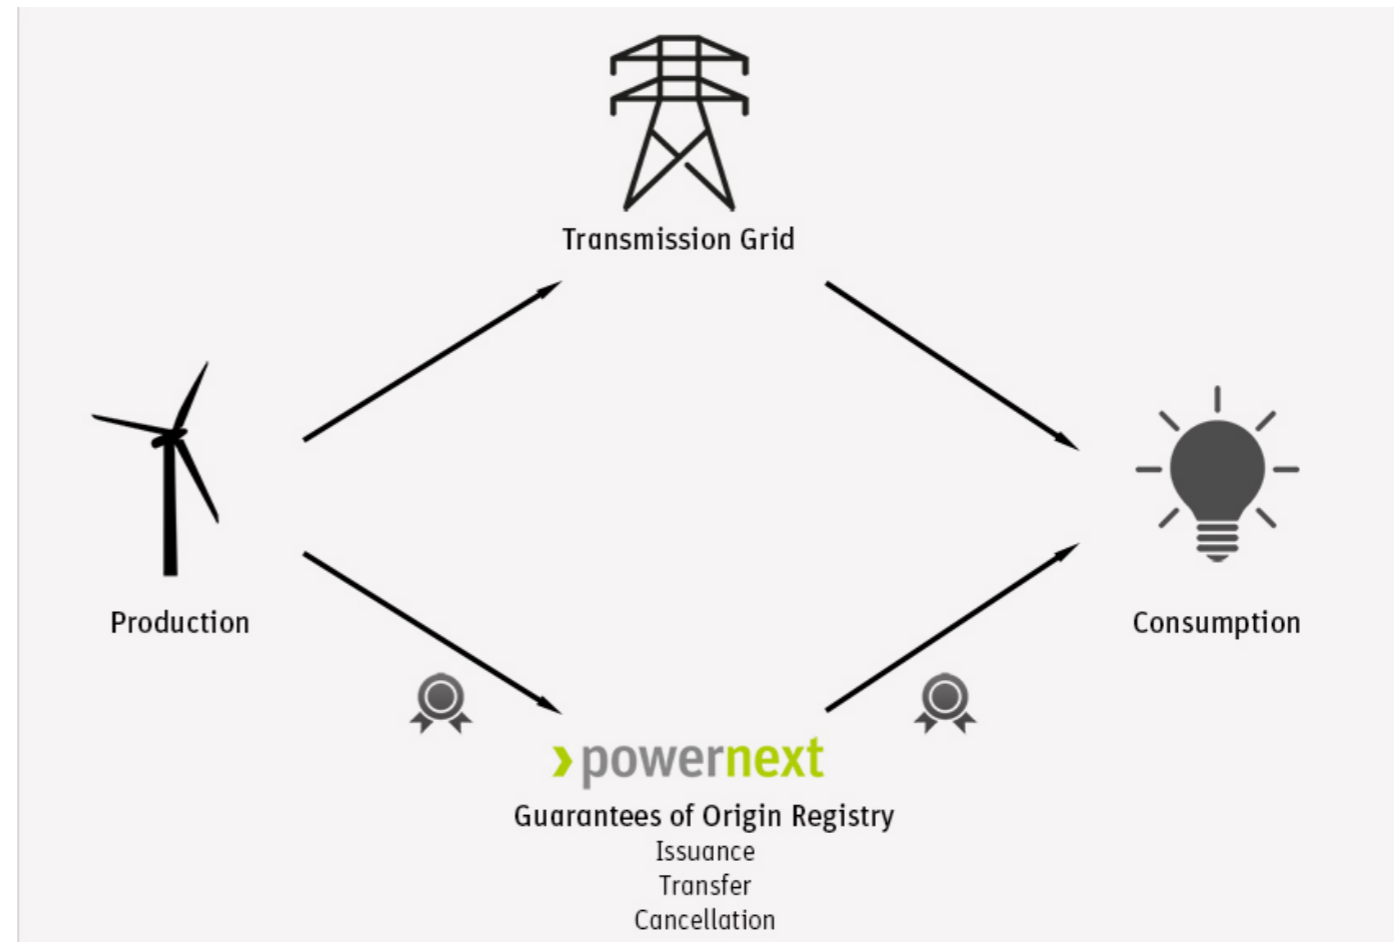 Transmission Grid
Production
Consumption
powernext
Guarantees of Origin Registry
Issuance
Transfer
Cancellation